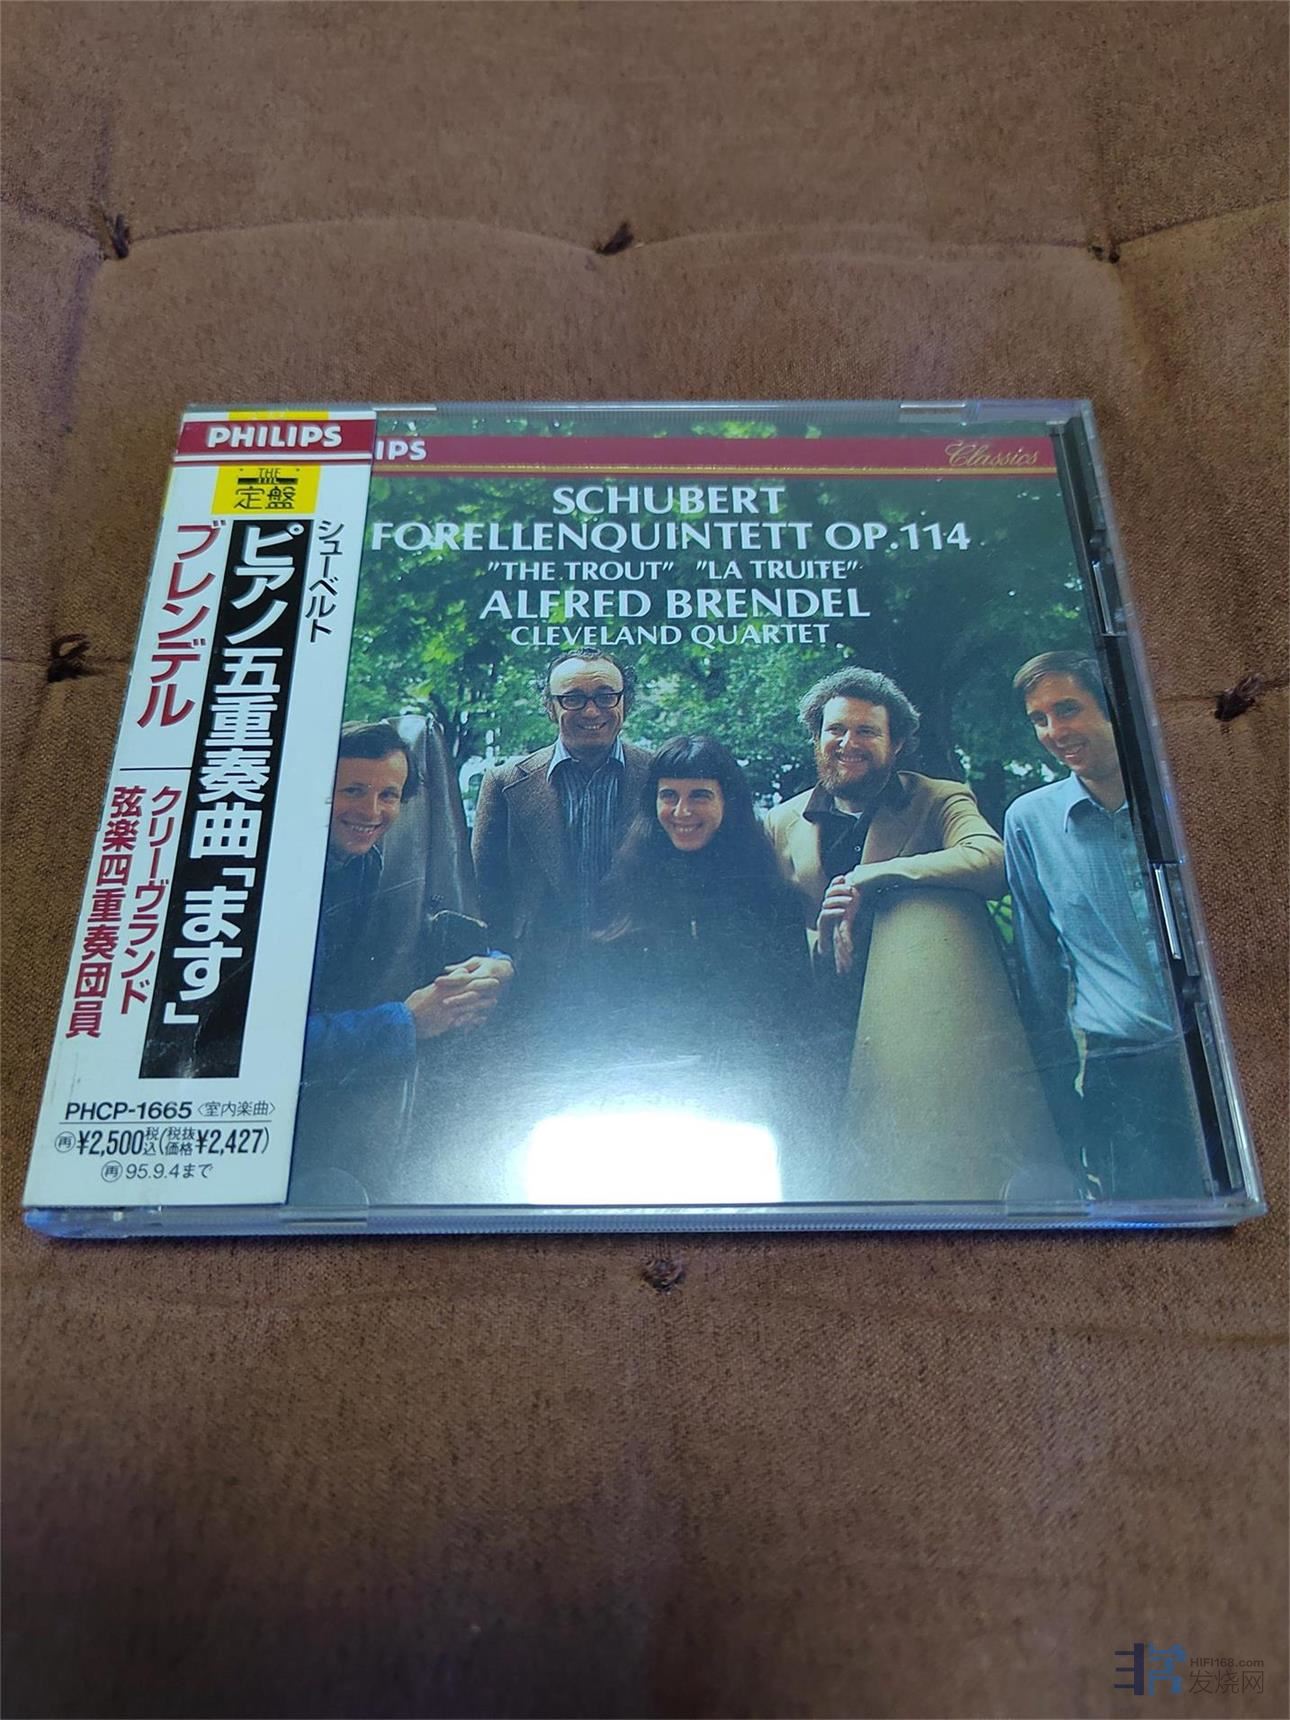 PHILIPS
THE
定盤
シューベルト
ピアノ五重奏曲「ます」
ブレンデル
クリーヴランド
弦楽四重奏団員
PHCP-1665〈室内楽曲〉
再¥2,500税込(税抜価格¥2,427)
再95.9.4まで
IPS
Classics
SCHUBERT
FORELLENQUINTETT OP.114
"THE TROUT" "LA TRUITE"
ALFRED BRENDEL
CLEVELAND QUARTET
HIFI168.com
发烧网